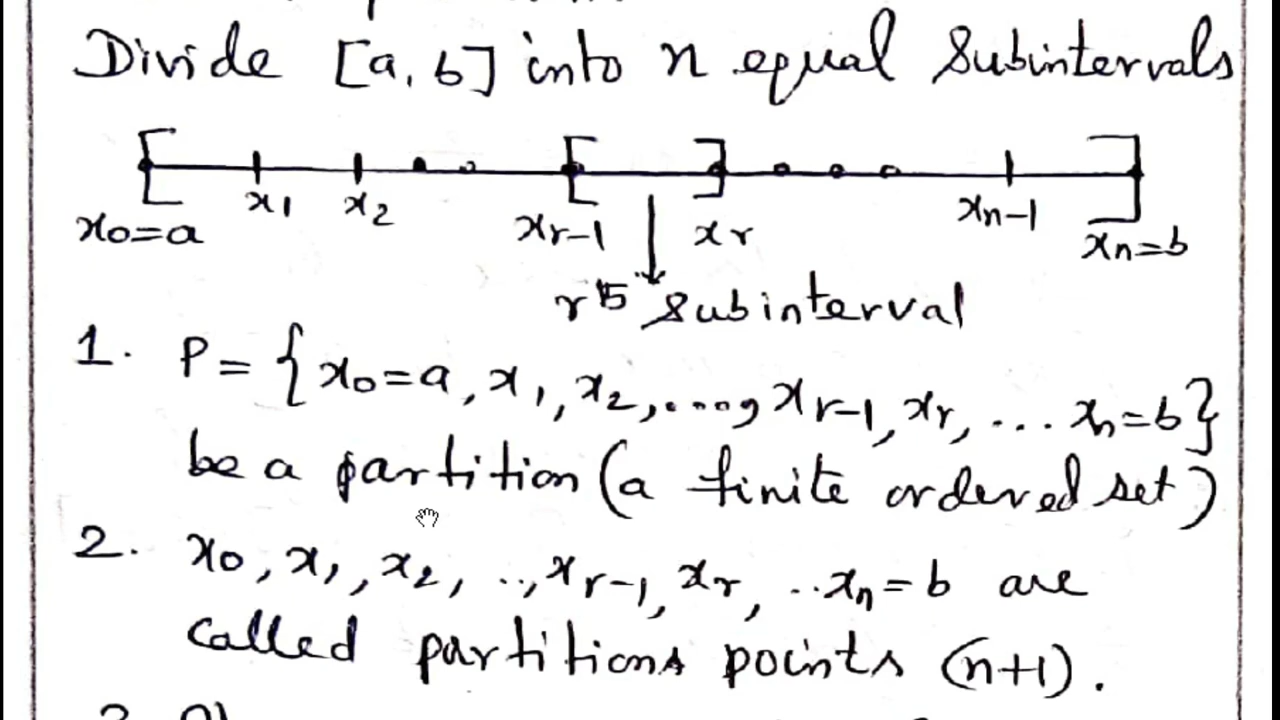 Divide [a, b] into n equal Subintervals
x₀=a x₁ x₂ xᵣ₋₁ xᵣ xₙ₋₁ xₙ=b
rth Subinterval
1. P = {x₀=a, x₁, x₂, ...., xᵣ₋₁, xᵣ, ... xₙ=b}
be a partition (a finite ordered set)
2. x₀, x₁, x₂, .., xᵣ₋₁, xᵣ, ..xₙ = b are
called partitions points (n+1).